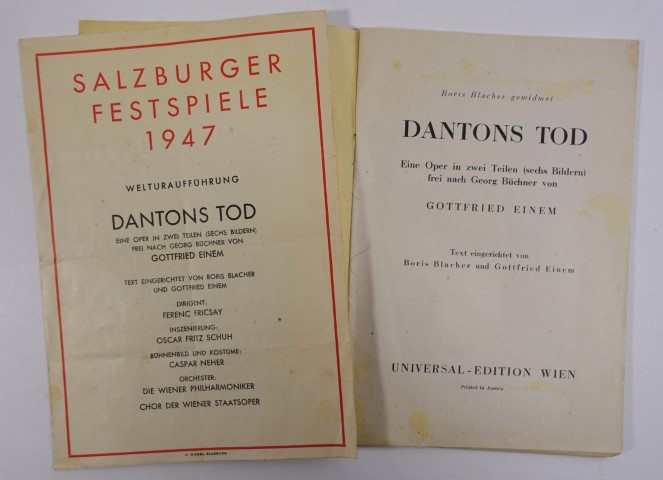 SALZBURGER
FESTSPIELE
1947
WELTURAUFFÜHRUNG
DANTONS TOD
EINE OPER IN ZWEI TEILEN (SECHS BILDERN)
FREI NACH GEORG BÜCHNER VON
GOTTFRIED EINEM
TEXT EINGERICHTET VON BORIS BLACHER
UND GOTTFRIED EINEM
DIRIGENT:
FERENC FRICSAY
INSZENIERUNG:
OSCAR FRITZ SCHUH
BÜHNENBILD UND KOSTÜME:
CASPAR NEHER
ORCHESTER:
DIE WIENER PHILHARMONIKER
CHOR DER WIENER STAATSOPER
Boris Blacher gewidmet
DANTONS TOD
Eine Oper in zwei Teilen (sechs Bildern)
frei nach Georg Büchner von
GOTTFRIED EINEM
Text eingerichtet von
Boris Blacher und Gottfried Einem
UNIVERSAL-EDITION WIEN
Printed in Austria